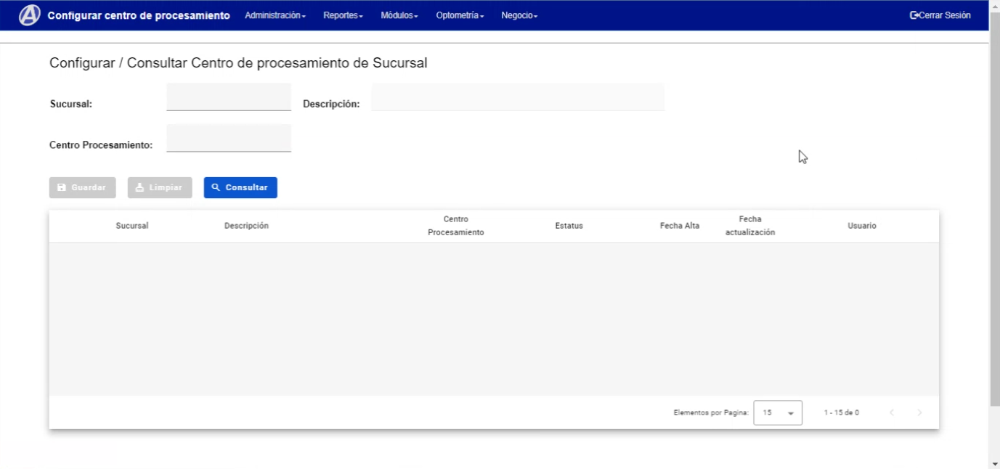 Configurar centro de procesamiento Administración Reportes Módulos Optometría Negocio Cerrar Sesión
Configurar / Consultar Centro de procesamiento de Sucursal
Sucursal: Descripción:
Centro Procesamiento:
Guardar Limpiar Consultar
Sucursal Descripción Centro Procesamiento Estatus Fecha Alta Fecha actualización Usuario
Elementos por Pagina: 15 1 - 15 de 0